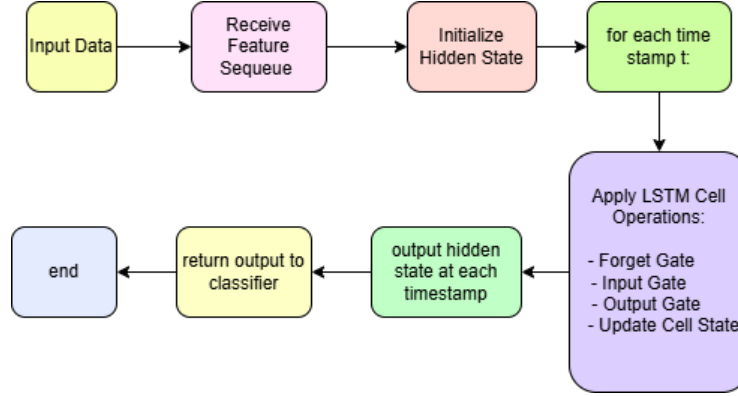 Input Data
Receive
Feature
Sequeue
Initialize
Hidden State
for each time
stamp t:
Apply LSTM Cell
Operations:
- Forget Gate
- Input Gate
- Output Gate
- Update Cell State
output hidden
state at each
timestamp
return output to
classifier
end